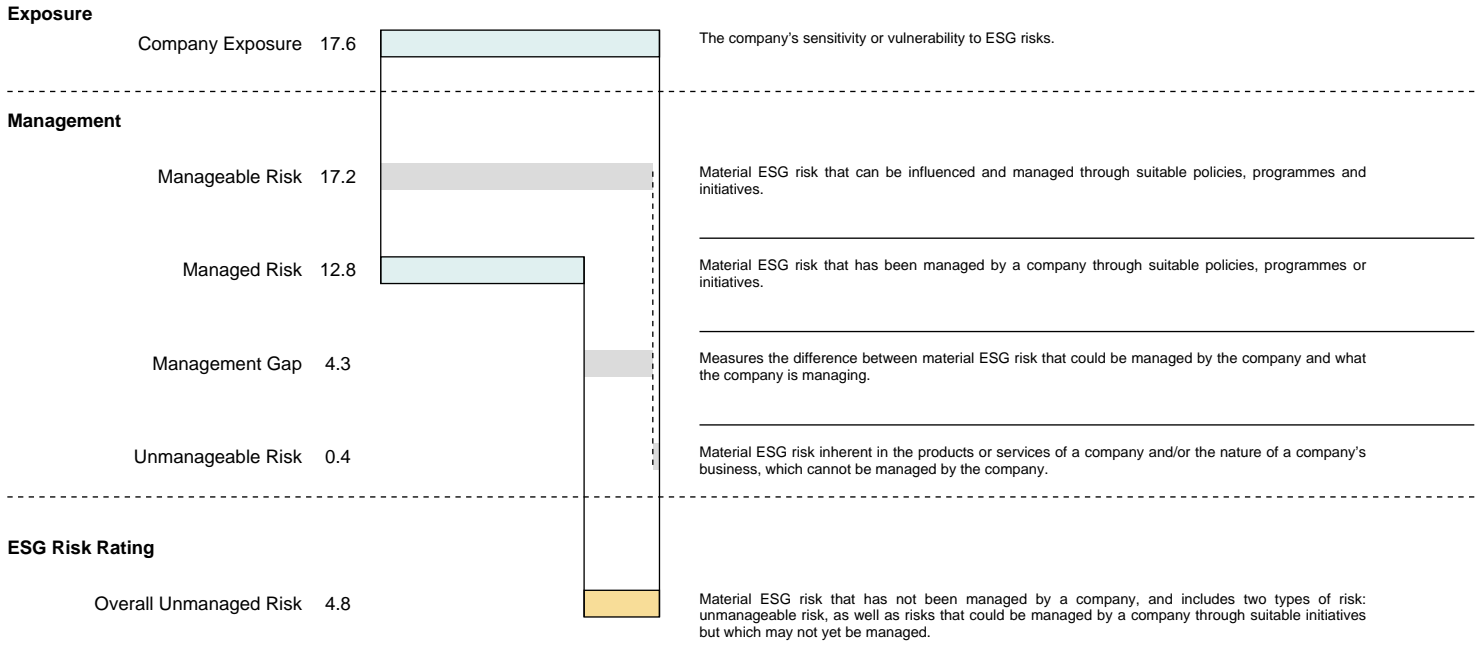 Exposure
Company Exposure 17.6
The company’s sensitivity or vulnerability to ESG risks.
Management
Manageable Risk 17.2
Material ESG risk that can be influenced and managed through suitable policies, programmes and
initiatives.
Managed Risk 12.8
Material ESG risk that has been managed by a company through suitable policies, programmes or
initiatives.
Management Gap 4.3
Measures the difference between material ESG risk that could be managed by the company and what
the company is managing.
Unmanageable Risk 0.4
Material ESG risk inherent in the products or services of a company and/or the nature of a company’s
business, which cannot be managed by the company.
ESG Risk Rating
Overall Unmanaged Risk 4.8
Material ESG risk that has not been managed by a company, and includes two types of risk:
unmanageable risk, as well as risks that could be managed by a company through suitable initiatives
but which may not yet be managed.